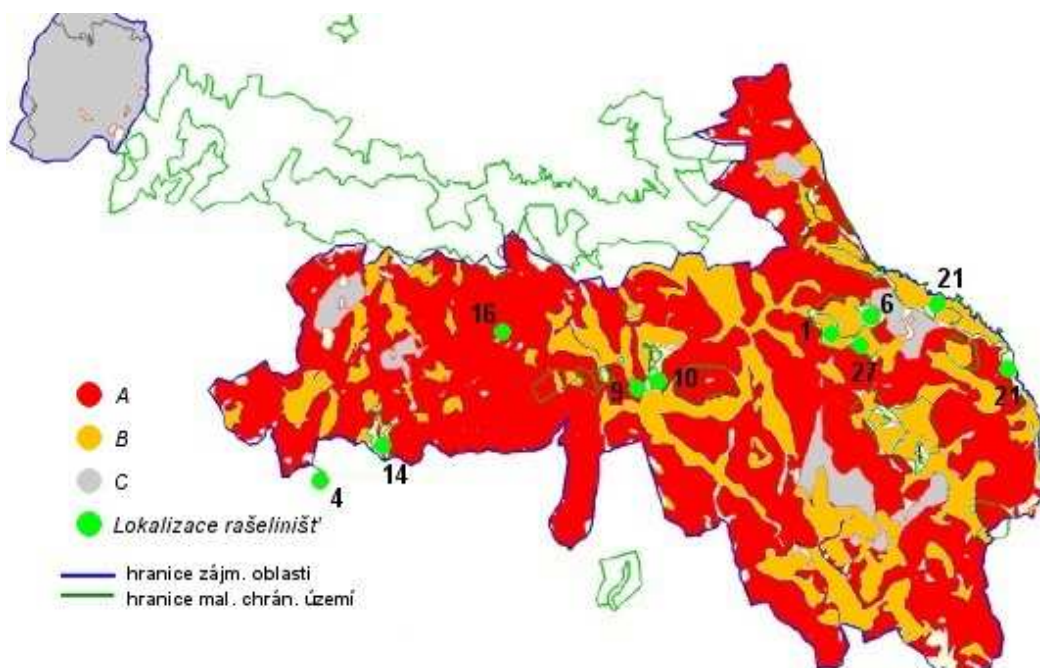 21
6
16
1
27
10
9
21
A
B
14
C
4
Lokalizace rašelinišť
hranice zájm. oblasti
hranice mal. chrán. území